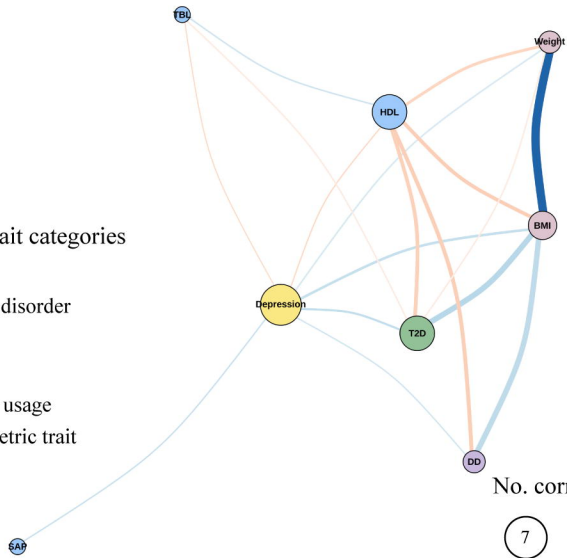 TBL
Weight
HDL
BMI
ait categories
disorder
Depression
T2D
usage
etric trait
DD
No. corr
7
SAP